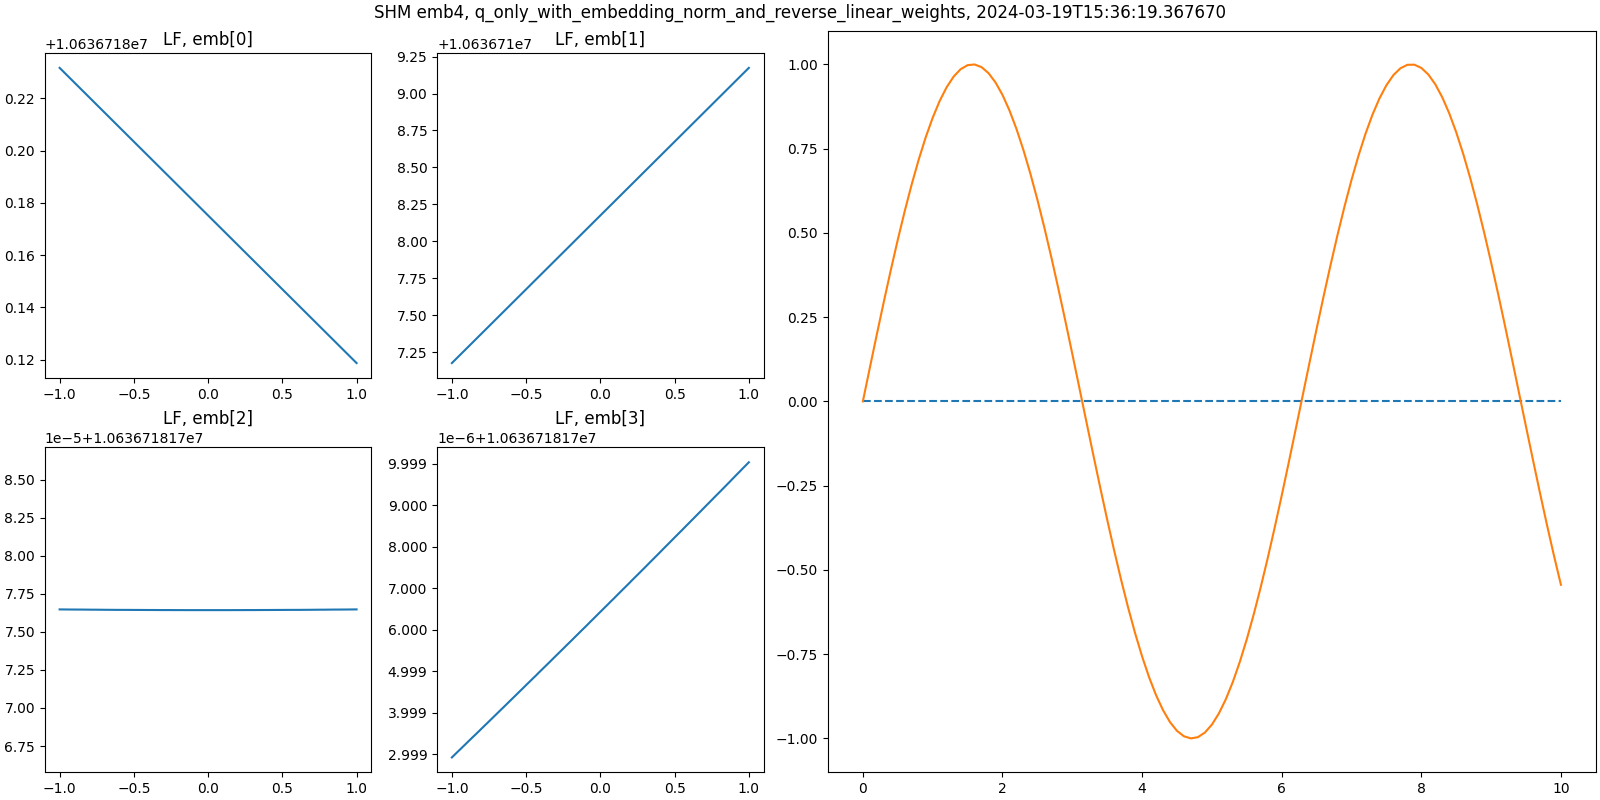 SHM emb4, q_only_with_embedding_norm_and_reverse_linear_weights, 2024-03-19T15:36:19.367670
LF, emb[0]
+1.0636718e7
0.22
0.20
0.18
0.16
0.14
0.12
−1.0 −0.5 0.0 0.5 1.0
LF, emb[1]
+1.063671e7
9.25
9.00
8.75
8.50
8.25
8.00
7.75
7.50
7.25
−1.0 −0.5 0.0 0.5 1.0
LF, emb[2]
1e-5+1.063671817e7
8.50
8.25
8.00
7.75
7.50
7.25
7.00
6.75
−1.0 −0.5 0.0 0.5 1.0
LF, emb[3]
1e-6+1.063671817e7
9.999
9.000
8.000
7.000
6.000
4.999
3.999
2.999
−1.0 −0.5 0.0 0.5 1.0
1.00
0.75
0.50
0.25
0.00
−0.25
−0.50
−0.75
−1.00
0 2 4 6 8 10